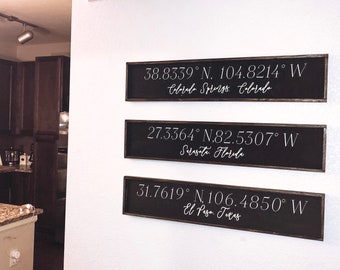 38.8339° N, 104.8214° W
Colorado Springs, Colorado
27.3364° N, 82.5307° W
Sarasota, Florida
31.7619° N, 106.4850° W
El Paso, Texas